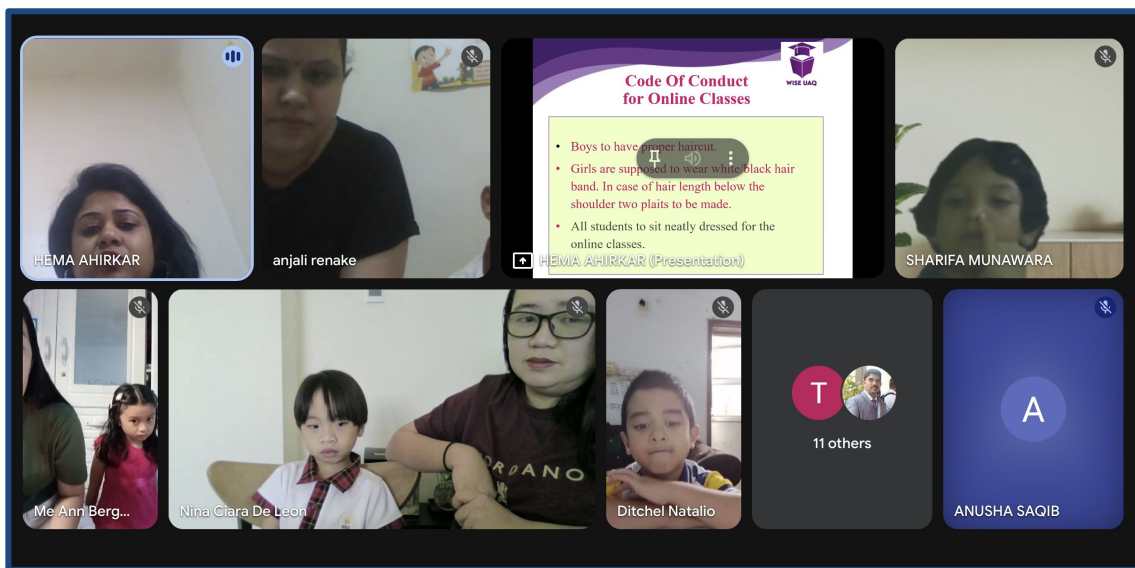 HEMA AHIRKAR
anjali renake
Code Of Conduct
for Online Classes
WISE UAQ
• Boys to have proper haircut.
• Girls are supposed to wear white/black hair
band. In case of hair length below the
shoulder two plaits to be made.
• All students to sit neatly dressed for the
online classes.
HEMA AHIRKAR (Presentation)
SHARIFA MUNAWARA
Me Ann Berg...
Nina Ciara De Leon
RDANO
Ditchel Natalio
T
11 others
A
ANUSHA SAQIB